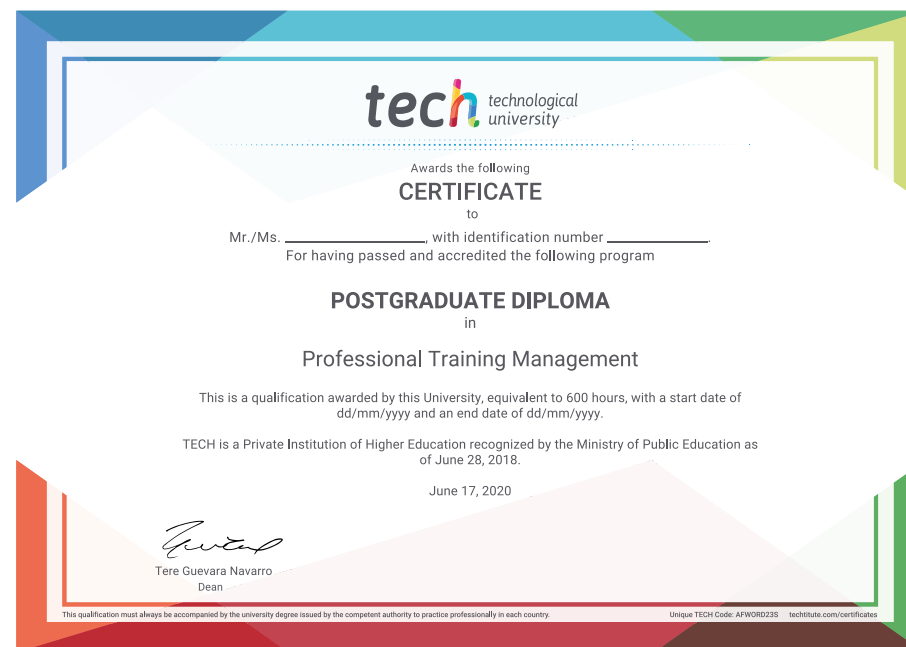 tech technological
university
Awards the following
CERTIFICATE
to
Mr./Ms. ____________________, with identification number ______________.
For having passed and accredited the following program
POSTGRADUATE DIPLOMA
in
Professional Training Management
This is a qualification awarded by this University, equivalent to 600 hours, with a start date of
dd/mm/yyyy and an end date of dd/mm/yyyy.
TECH is a Private Institution of Higher Education recognized by the Ministry of Public Education as
of June 28, 2018.
June 17, 2020
Tere Guevara Navarro
Dean
This qualification must always be accompanied by the university degree issued by the competent authority to practice professionally in each country.
Unique TECH Code: AFWORD23S techtitute.com/certificates